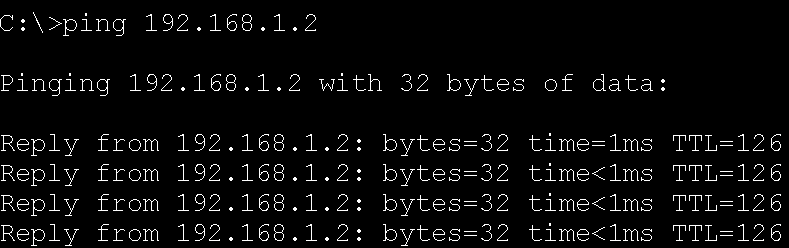 C:\>ping 192.168.1.2
Pinging 192.168.1.2 with 32 bytes of data:
Reply from 192.168.1.2: bytes=32 time=1ms TTL=126
Reply from 192.168.1.2: bytes=32 time<1ms TTL=126
Reply from 192.168.1.2: bytes=32 time<1ms TTL=126
Reply from 192.168.1.2: bytes=32 time<1ms TTL=126